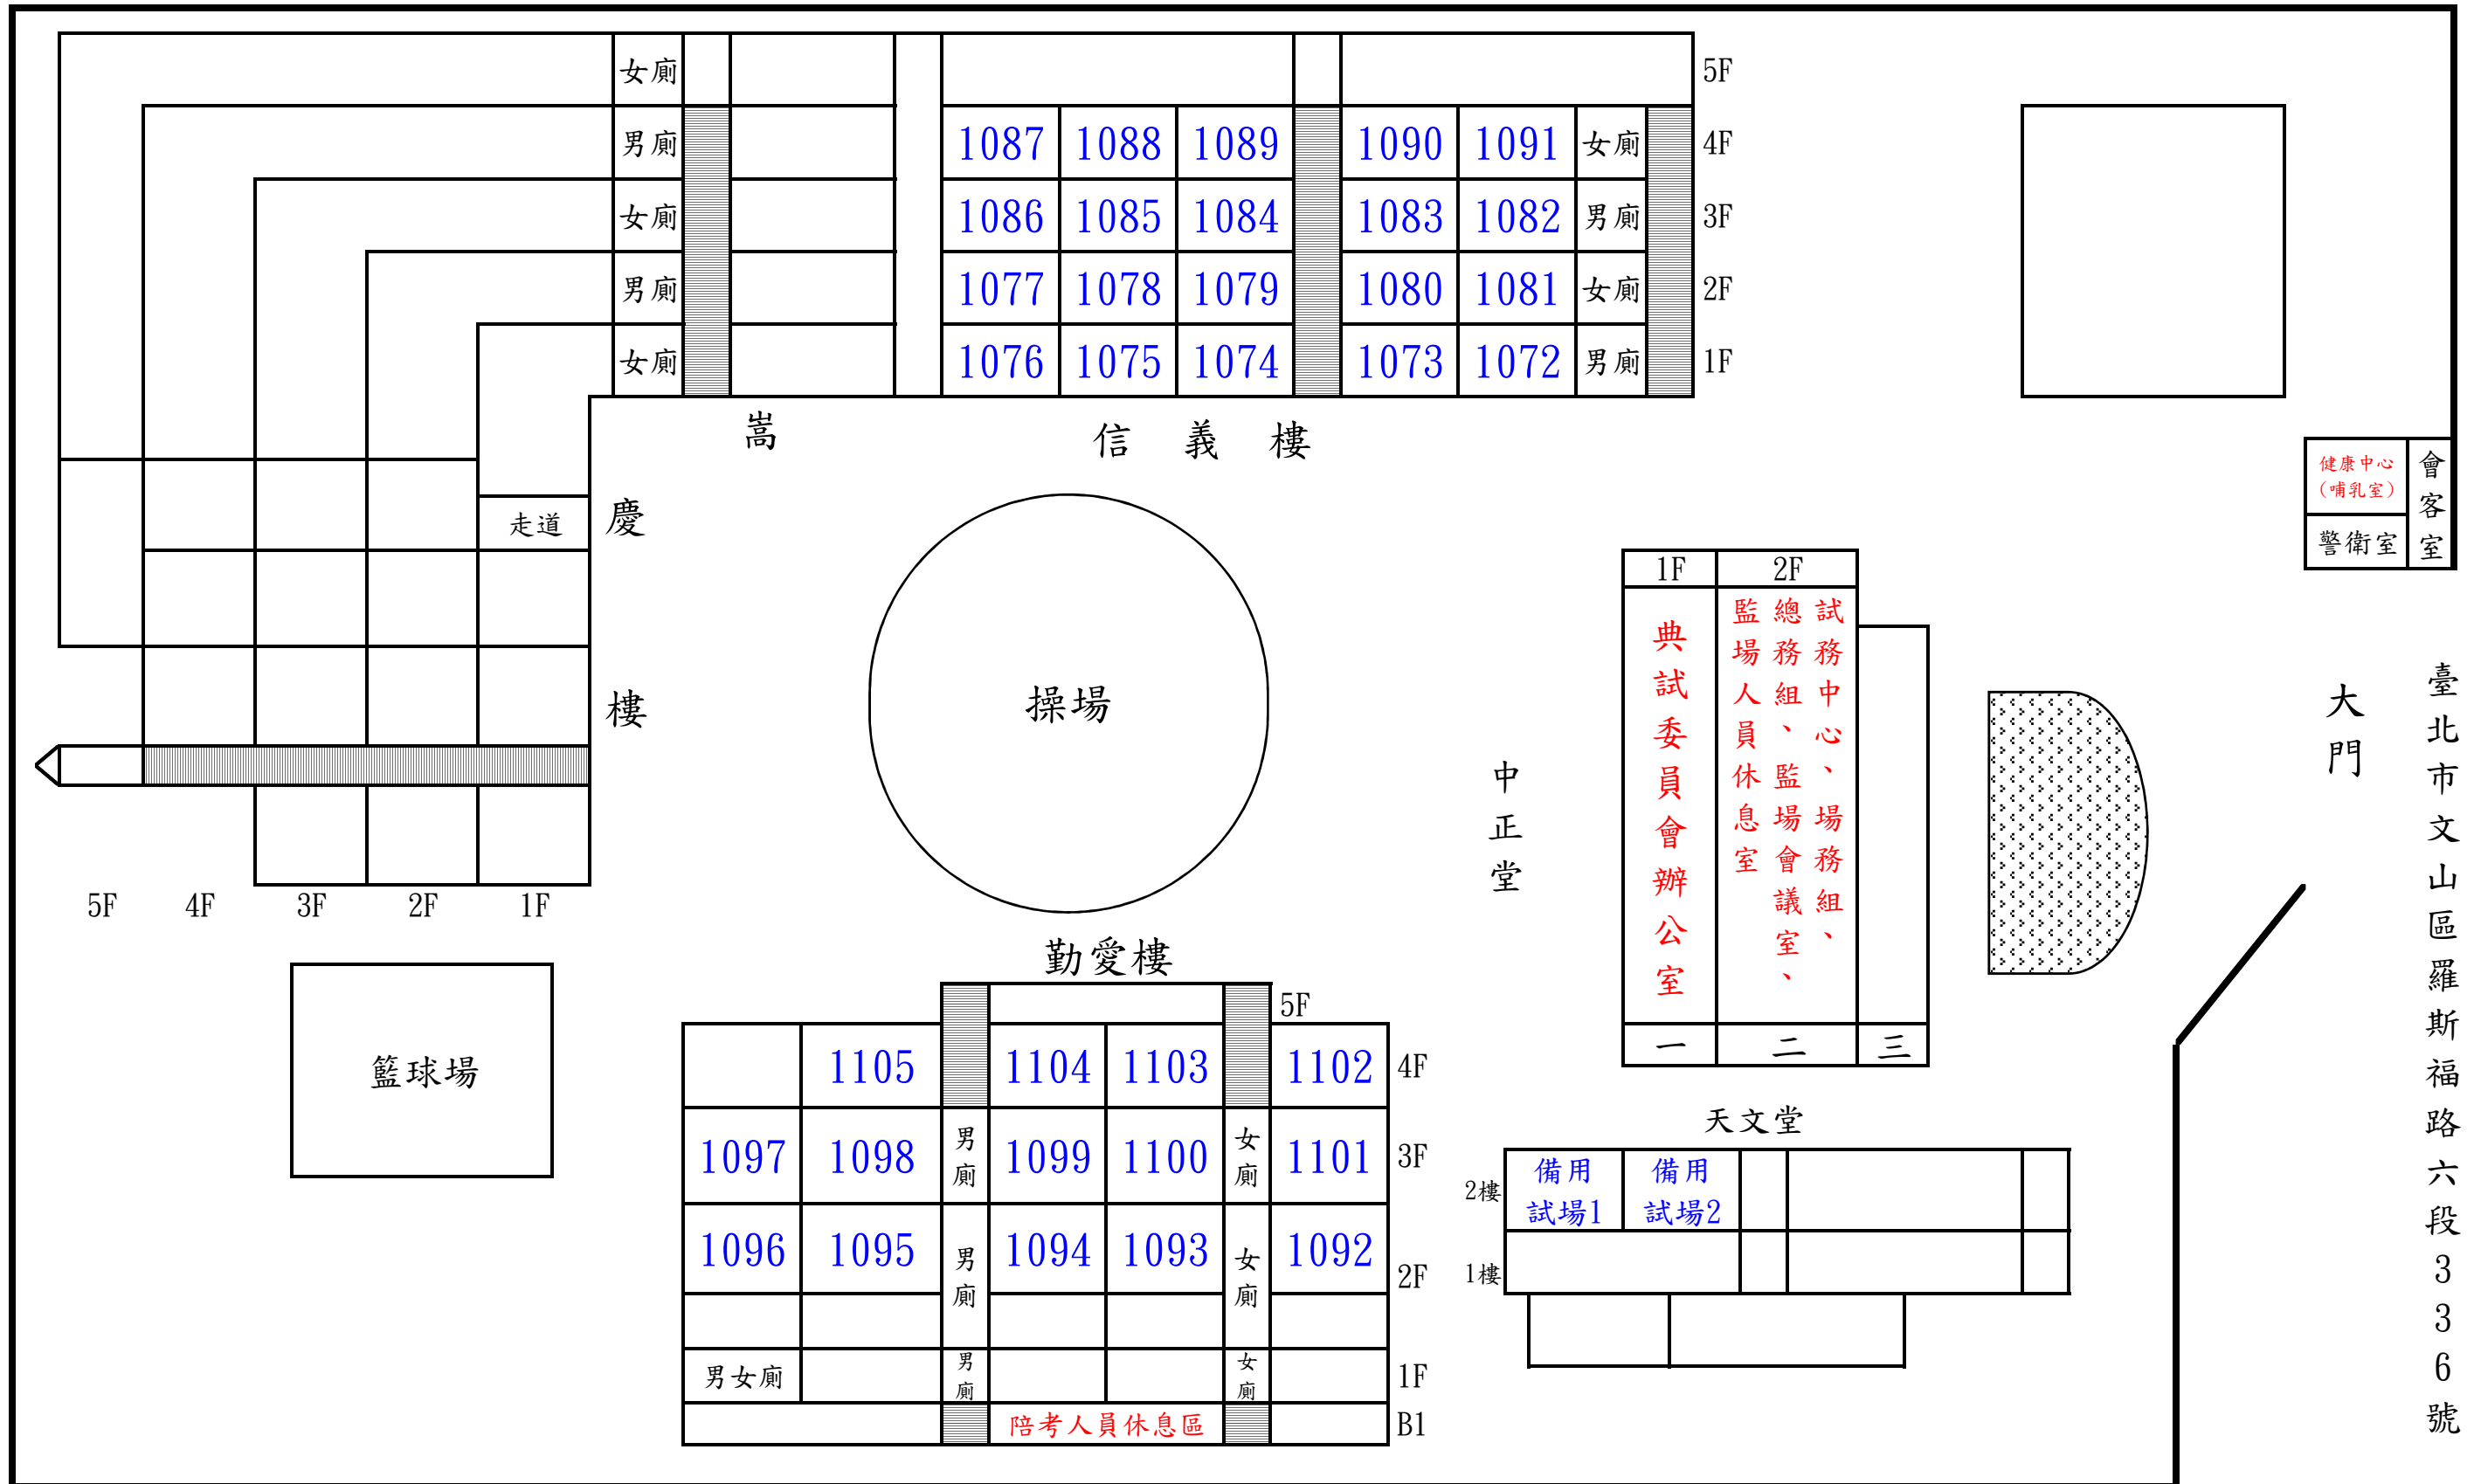 女廁 5F
男廁 1087 1088 1089 1090 1091 女廁 4F
女廁 1086 1085 1084 1083 1082 男廁 3F
男廁 1077 1078 1079 1080 1081 女廁 2F
女廁 1076 1075 1074 1073 1072 男廁 1F
嵩
信義樓
健康中心
(哺乳室)
會客室
警衛室
走道
慶
樓
操場
5F 4F 3F 2F 1F
籃球場
中正堂
1F 2F
典試委員會辦公室
試務中心、場務組、
總務組、監場會議室、
監場人員休息室
一 二 三
大門
臺北市文山區羅斯福路六段336號
勤愛樓
5F
1105 1104 1103 1102 4F
1097 1098 男廁 1099 1100 女廁 1101 3F
1096 1095 男廁 1094 1093 女廁 1092 2F
男女廁 男廁 女廁 1F
陪考人員休息區 B1
天文堂
2樓
備用
試場1
備用
試場2
1樓